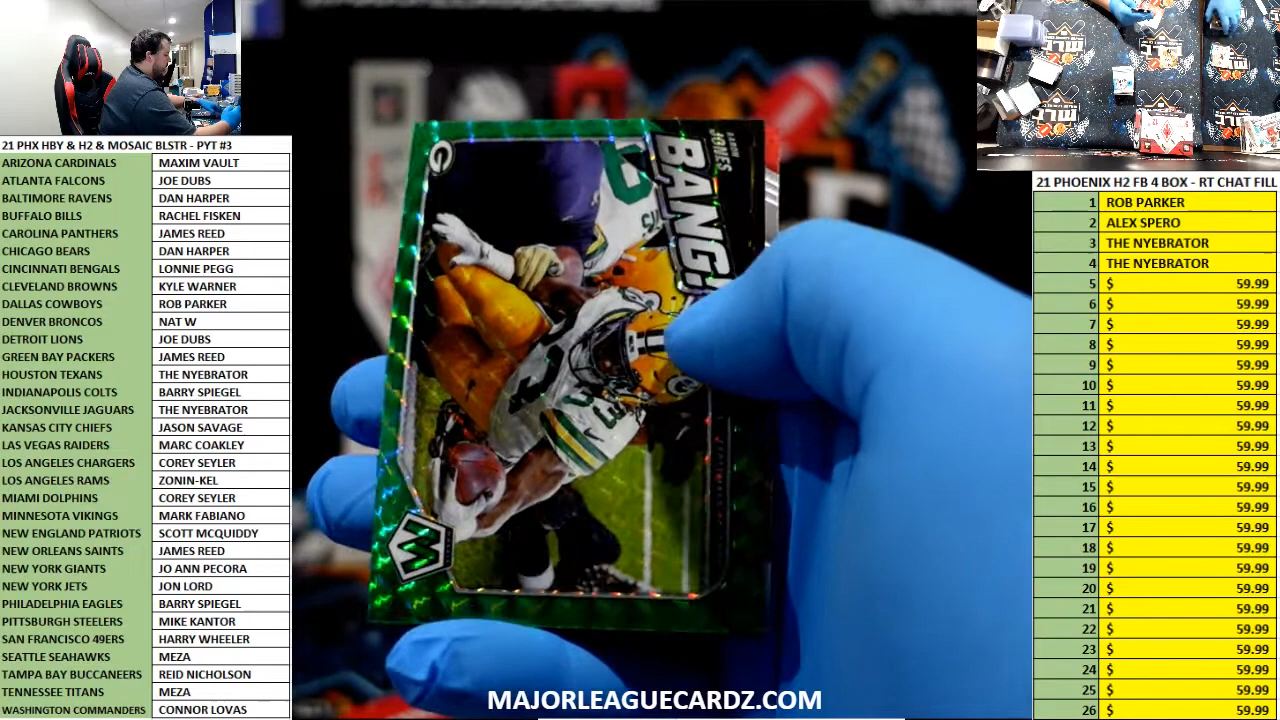 21 PHX HBY & H2 & MOSAIC BLSTR - PYT #3
ARIZONA CARDINALS MAXIM VAULT
ATLANTA FALCONS JOE DUBS
BALTIMORE RAVENS DAN HARPER
BUFFALO BILLS RACHEL FISKEN
CAROLINA PANTHERS JAMES REED
CHICAGO BEARS DAN HARPER
CINCINNATI BENGALS LONNIE PEGG
CLEVELAND BROWNS KYLE WARNER
DALLAS COWBOYS ROB PARKER
DENVER BRONCOS NAT W
DETROIT LIONS JOE DUBS
GREEN BAY PACKERS JAMES REED
HOUSTON TEXANS THE NYEBRATOR
INDIANAPOLIS COLTS BARRY SPIEGEL
JACKSONVILLE JAGUARS THE NYEBRATOR
KANSAS CITY CHIEFS JASON SAVAGE
LAS VEGAS RAIDERS MARC COAKLEY
LOS ANGELES CHARGERS COREY SEYLER
LOS ANGELES RAMS ZONIN-KEL
MIAMI DOLPHINS COREY SEYLER
MINNESOTA VIKINGS MARK FABIANO
NEW ENGLAND PATRIOTS SCOTT MCQUIDDY
NEW ORLEANS SAINTS JAMES REED
NEW YORK GIANTS JO ANN PECORA
NEW YORK JETS JON LORD
PHILADELPHIA EAGLES BARRY SPIEGEL
PITTSBURGH STEELERS MIKE KANTOR
SAN FRANCISCO 49ERS HARRY WHEELER
SEATTLE SEAHAWKS MEZA
TAMPA BAY BUCCANEERS REID NICHOLSON
TENNESSEE TITANS MEZA
WASHINGTON COMMANDERS CONNOR LOVAS
AARON JONES
BANG!
G
33
M
MAJORLEAGUECARDZ.COM
MLC
21 PHOENIX H2 FB 4 BOX - RT CHAT FILL
1 ROB PARKER
2 ALEX SPERO
3 THE NYEBRATOR
4 THE NYEBRATOR
5 $ 59.99
6 $ 59.99
7 $ 59.99
8 $ 59.99
9 $ 59.99
10 $ 59.99
11 $ 59.99
12 $ 59.99
13 $ 59.99
14 $ 59.99
15 $ 59.99
16 $ 59.99
17 $ 59.99
18 $ 59.99
19 $ 59.99
20 $ 59.99
21 $ 59.99
22 $ 59.99
23 $ 59.99
24 $ 59.99
25 $ 59.99
26 $ 59.99